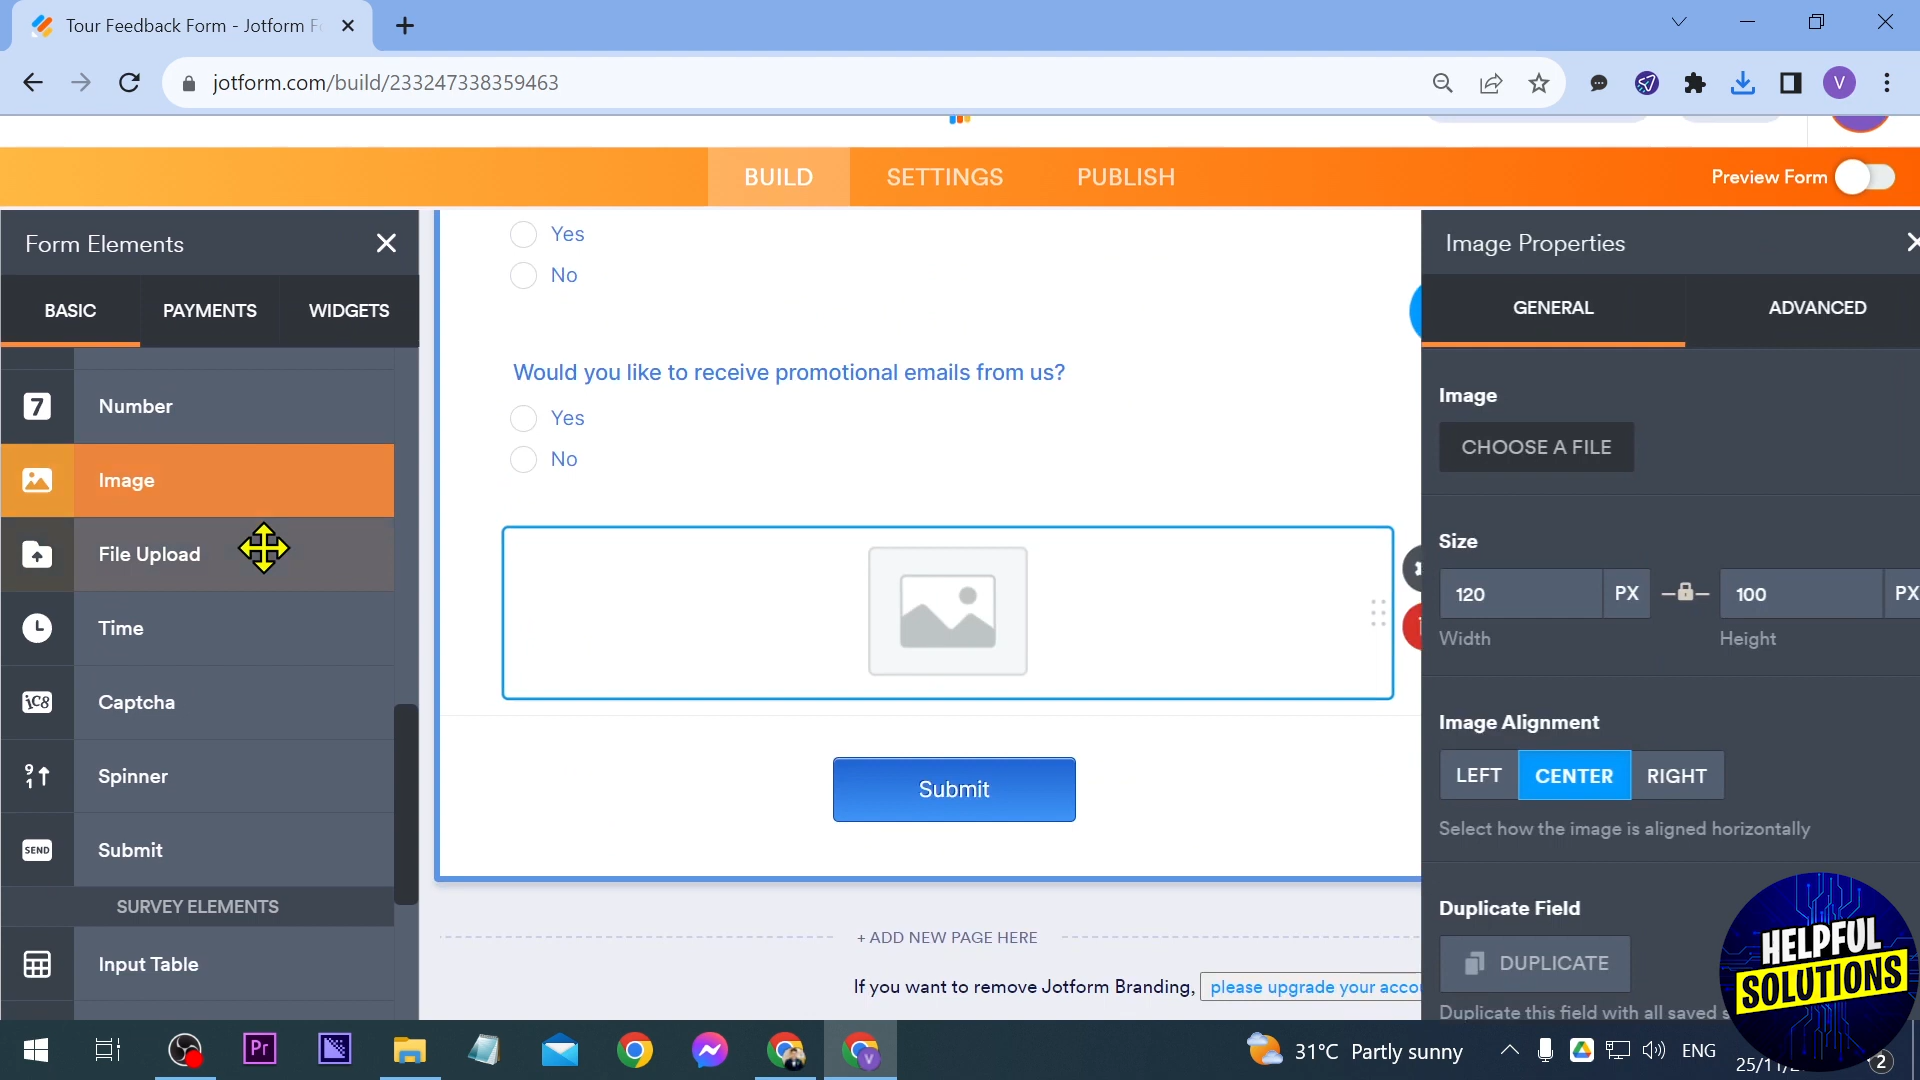 Tour Feedback Form - Jotform F
jotform.com/build/233247338359463
V
BUILD
SETTINGS
PUBLISH
Preview Form
Form Elements
BASIC
PAYMENTS
WIDGETS
7
Number
Image
File Upload
Time
Captcha
Spinner
SEND
Submit
SURVEY ELEMENTS
Input Table
Yes
No
Would you like to receive promotional emails from us?
Yes
No
Submit
+ ADD NEW PAGE HERE
If you want to remove Jotform Branding, please upgrade your accou
Image Properties
GENERAL
ADVANCED
Image
CHOOSE A FILE
Size
120 PX
100 PX
Width
Height
Image Alignment
LEFT
CENTER
RIGHT
Select how the image is aligned horizontally
Duplicate Field
DUPLICATE
Duplicate this field with all saved s
HELPFUL
SOLUTIONS
Pr
V
31°C Partly sunny
ENG
2